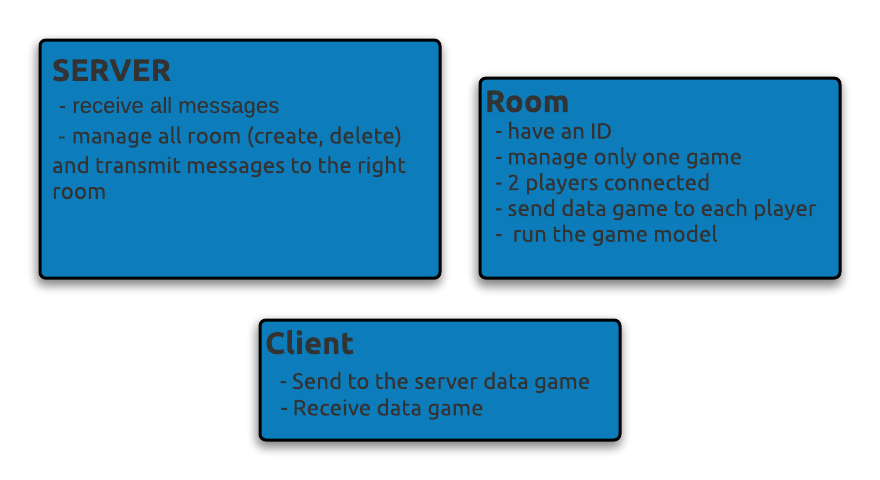 SERVER
- receive all messages
- manage all room (create, delete)
and transmit messages to the right
room
Room
- have an ID
- manage only one game
- 2 players connected
- send data game to each player
- run the game model
Client
- Send to the server data game
- Receive data game